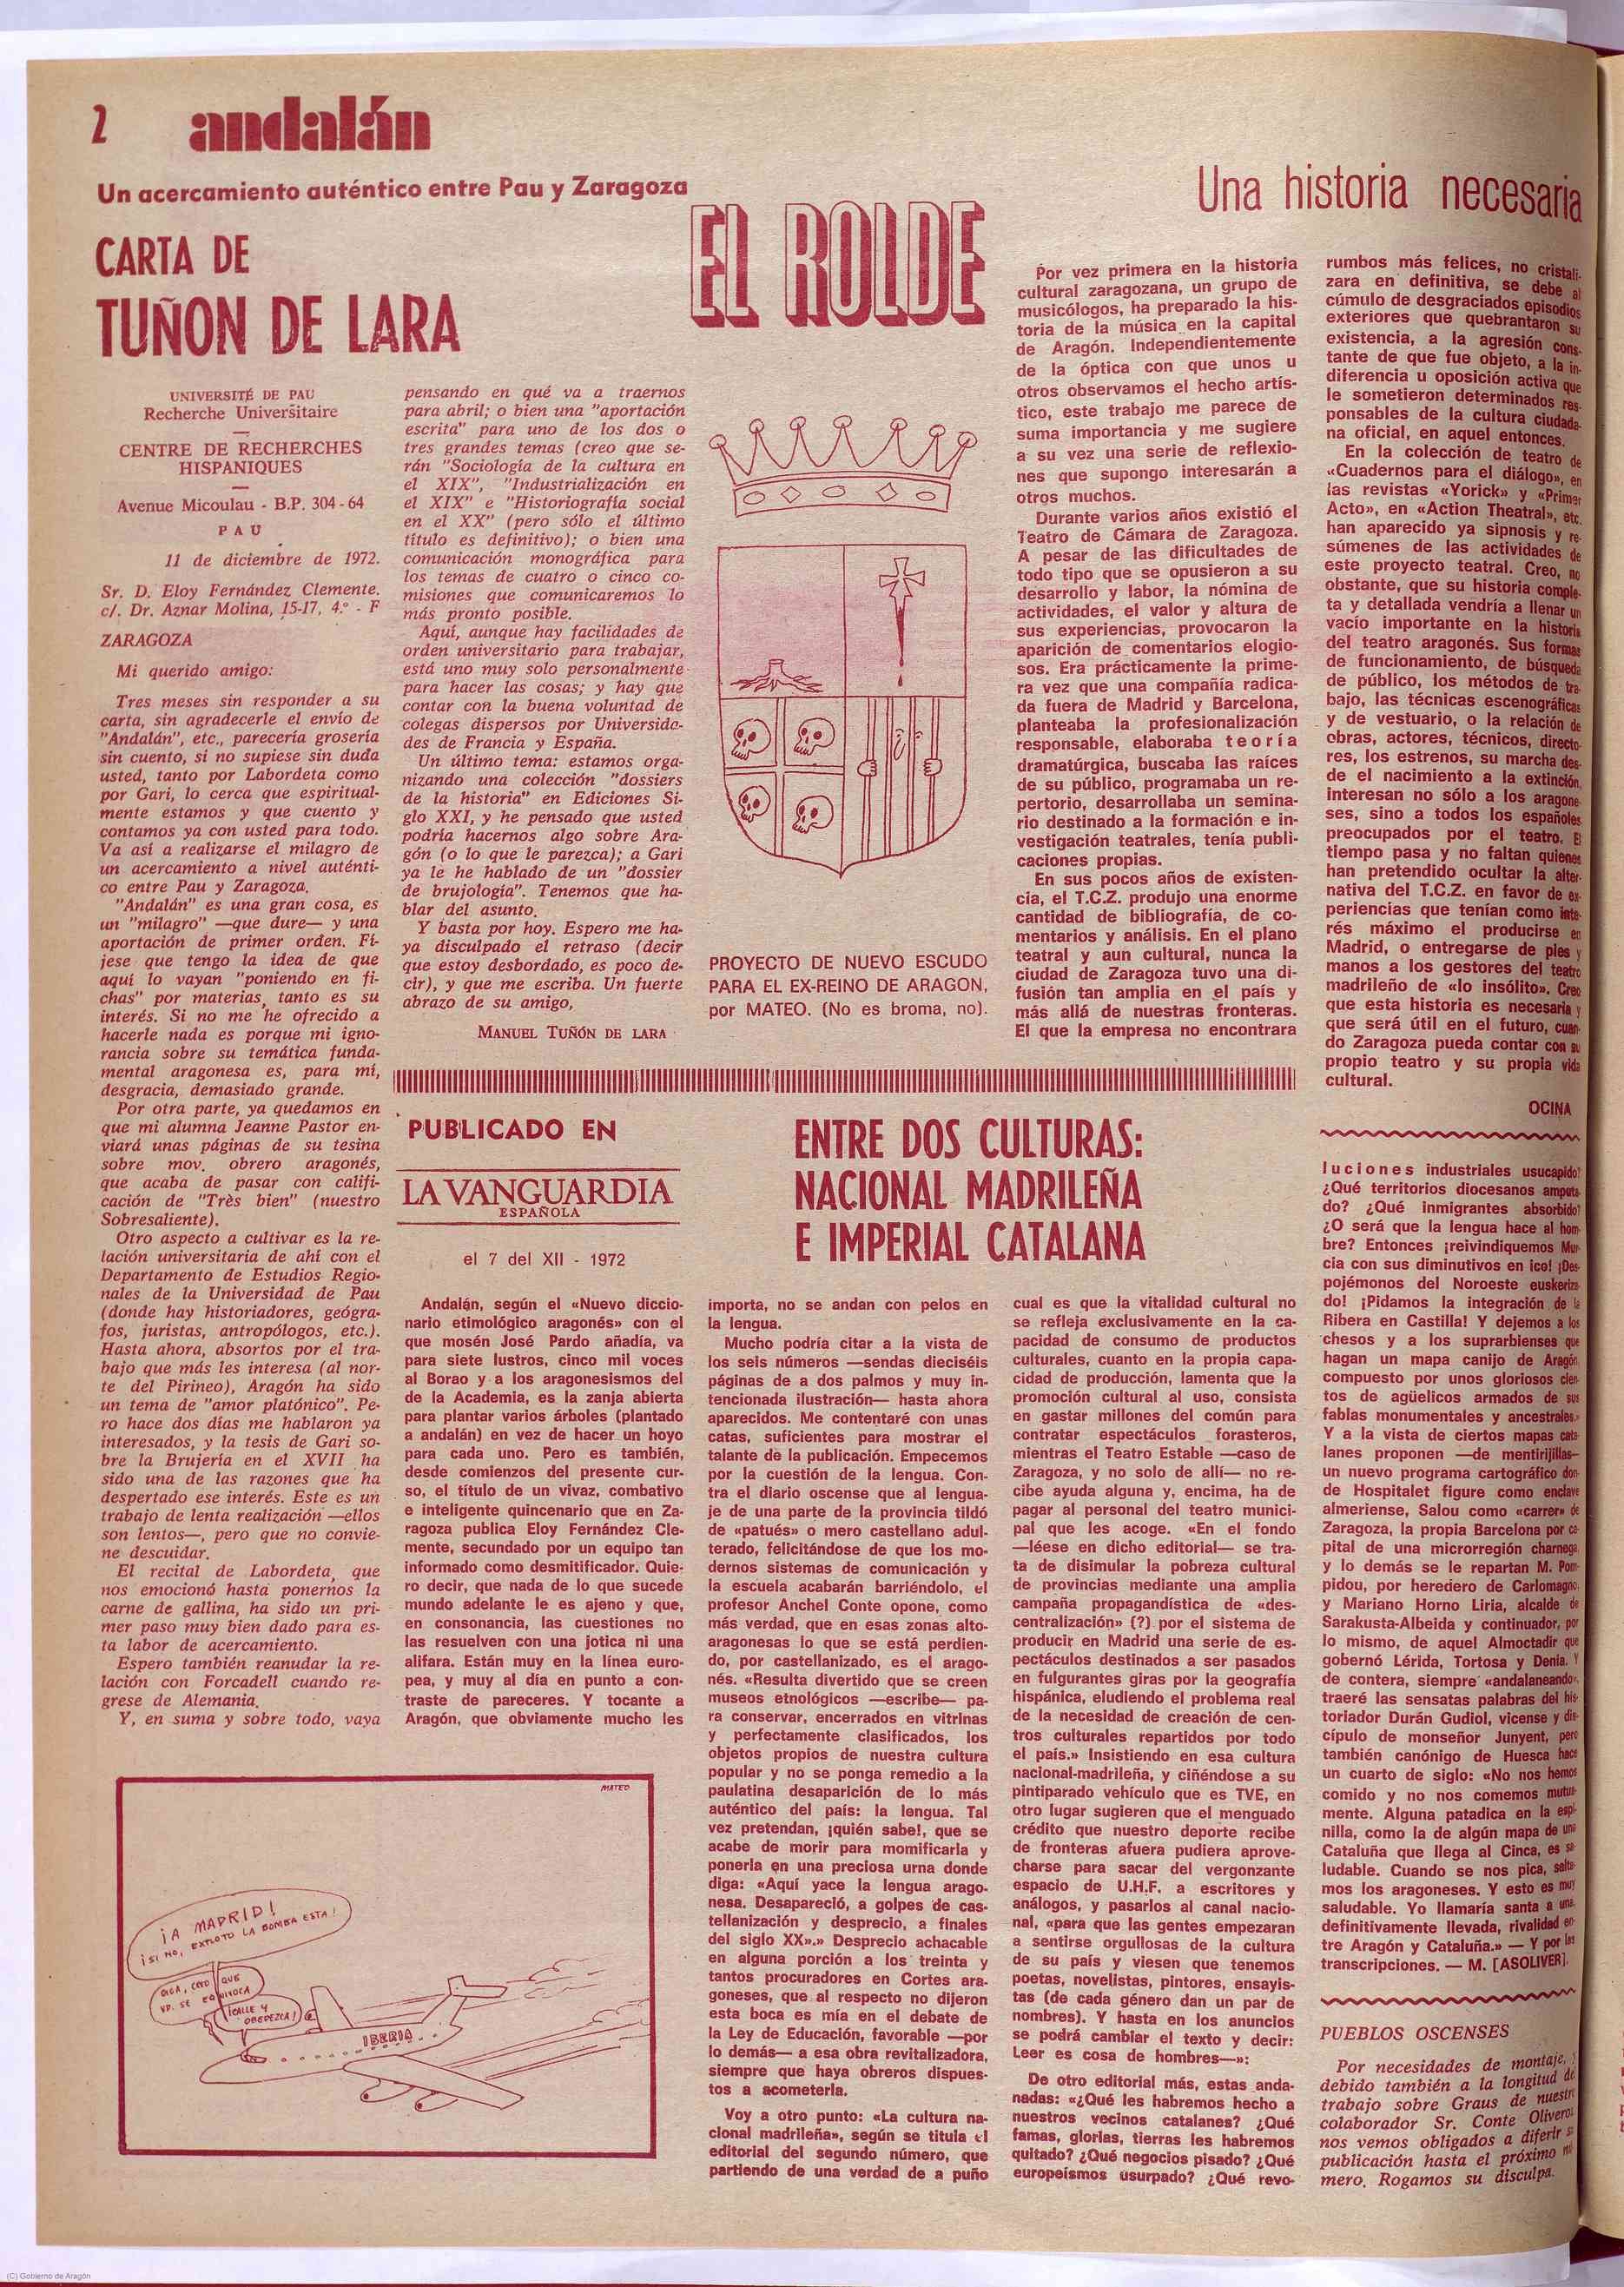 2
andalán
Un acercamiento auténtico entre Pau y Zaragoza
CARTA DE
TUÑON DE LARA
UNIVERSITÉ DE PAU
Recherche Universitaire
—
CENTRE DE RECHERCHES
HISPANIQUES
—
Avenue Micoulau - B.P. 304 - 64
PAU
11 de diciembre de 1972.
Sr. D. Eloy Fernández Clemente.
c/. Dr. Aznar Molina, 15-17, 4.º - F
ZARAGOZA
Mi querido amigo:
Tres meses sin responder a su
carta, sin agradecerle el envío de
"Andalán", etc., parecería grosería
sin cuento, si no supiese sin duda
usted, tanto por Labordeta como
por Gari, lo cerca que espiritual-
mente estamos y que cuento y
contamos ya con usted para todo.
Va así a realizarse el milagro de
un acercamiento a nivel auténti-
co entre Pau y Zaragoza.
"Andalán" es una gran cosa, es
un "milagro" —que dure— y una
aportación de primer orden. Fí-
jese que tengo la idea de que
aquí lo vayan "poniendo en fi-
chas" por materias, tanto es su
interés. Si no me he ofrecido a
hacerle nada es porque mi igno-
rancia sobre su temática funda-
mental aragonesa es, para mí,
desgracia, demasiado grande.
Por otra parte, ya quedamos en
que mi alumna Jeanne Pastor en-
viará unas páginas de su tesina
sobre mov. obrero aragonés,
que acaba de pasar con califi-
cación de "Très bien" (nuestro
Sobresaliente).
Otro aspecto a cultivar es la re-
lación universitaria de ahí con el
Departamento de Estudios Regio-
nales de la Universidad de Pau
(donde hay historiadores, geógra-
fos, juristas, antropólogos, etc.).
Hasta ahora, absortos por el tra-
bajo que más les interesa (al nor-
te del Pirineo), Aragón ha sido
un tema de "amor platónico". Pe-
ro hace dos días me hablaron ya
interesados, y la tesis de Gari so-
bre la Brujería en el XVII ha
sido una de las razones que ha
despertado ese interés. Este es un
trabajo de lenta realización —ellos
son lentos—, pero que no convie-
ne descuidar.
El recital de Labordeta, que
nos emocionó hasta ponernos la
carne de gallina, ha sido un pri-
mer paso muy bien dado para es-
ta labor de acercamiento.
Espero también reanudar la re-
lación con Forcadell cuando re-
grese de Alemania.
Y, en suma y sobre todo, vaya
pensando en qué va a traernos
para abril; o bien una "aportación
escrita" para uno de los dos o
tres grandes temas (creo que se-
rán "Sociología de la cultura en
el XIX", "Industrialización en
el XIX" e "Historiografía social
en el XX" (pero sólo el último
título es definitivo); o bien una
comunicación monográfica para
los temas de cuatro o cinco co-
misiones que comunicaremos lo
más pronto posible.
Aquí, aunque hay facilidades de
orden universitario para trabajar,
está uno muy solo personalmente
para hacer las cosas; y hay que
contar con la buena voluntad de
colegas dispersos por Universida-
des de Francia y España.
Un último tema: estamos orga-
nizando una colección "dossiers
de la historia" en Ediciones Si-
glo XXI, y he pensado que usted
podría hacernos algo sobre Ara-
gón (o lo que le parezca); a Gari
ya le he hablado de un "dossier
de brujología". Tenemos que ha-
blar del asunto.
Y basta por hoy. Espero me ha-
ya disculpado el retraso (decir
que estoy desbordado, es poco de-
cir), y que me escriba. Un fuerte
abrazo de su amigo,
MANUEL TUÑÓN DE LARA
EL ROLDE
PROYECTO DE NUEVO ESCUDO
PARA EL EX-REINO DE ARAGON,
por MATEO. (No es broma, no).
Una historia necesaria
Por vez primera en la historia
cultural zaragozana, un grupo de
musicólogos, ha preparado la his-
toria de la música en la capital
de Aragón. Independientemente
de la óptica con que unos u
otros observamos el hecho artís-
tico, este trabajo me parece de
suma importancia y me sugiere
a su vez una serie de reflexio-
nes que supongo interesarán a
otros muchos.
Durante varios años existió el
Teatro de Cámara de Zaragoza.
A pesar de las dificultades de
todo tipo que se opusieron a su
desarrollo y labor, la nómina de
actividades, el valor y altura de
sus experiencias, provocaron la
aparición de comentarios elogio-
sos. Era prácticamente la prime-
ra vez que una compañía radica-
da fuera de Madrid y Barcelona,
planteaba la profesionalización
responsable, elaboraba teoría
dramatúrgica, buscaba las raíces
de su público, programaba un re-
pertorio, desarrollaba un semina-
rio destinado a la formación e in-
vestigación teatrales, tenía publi-
caciones propias.
En sus pocos años de existen-
cia, el T.C.Z. produjo una enorme
cantidad de bibliografía, de co-
mentarios y análisis. En el plano
teatral y aun cultural, nunca la
ciudad de Zaragoza tuvo una di-
fusión tan amplia en el país y
más allá de nuestras fronteras.
El que la empresa no encontrara
rumbos más felices, no cristali-
zara en definitiva, se debe al
cúmulo de desgraciados episodios
exteriores que quebrantaron su
existencia, a la agresión cons-
tante de que fue objeto, a la in-
diferencia u oposición activa que
le sometieron determinados res-
ponsables de la cultura ciudada-
na oficial, en aquel entonces.
En la colección de teatro de
«Cuadernos para el diálogo», en
las revistas «Yorick» y «Primer
Acto», en «Action Theatral», etc.
han aparecido ya sipnosis y re-
súmenes de las actividades de
este proyecto teatral. Creo, no
obstante, que su historia comple-
ta y detallada vendría a llenar un
vacío importante en la historia
del teatro aragonés. Sus formas
de funcionamiento, de búsqueda
de público, los métodos de tra-
bajo, las técnicas escenográficas
y de vestuario, o la relación de
obras, actores, técnicos, directo-
res, los estrenos, su marcha des-
de el nacimiento a la extinción,
interesan no sólo a los aragone-
ses, sino a todos los españoles
preocupados por el teatro. El
tiempo pasa y no faltan quienes
han pretendido ocultar la alter-
nativa del T.C.Z. en favor de ex-
periencias que tenían como inte-
rés máximo el producirse en
Madrid, o entregarse de pies y
manos a los gestores del teatro
madrileño de «lo insólito». Creo
que esta historia es necesaria y
que será útil en el futuro, cuan-
do Zaragoza pueda contar con su
propio teatro y su propia vida
cultural.
OCINA
PUBLICADO EN
LA VANGUARDIA
ESPAÑOLA
el 7 del XII - 1972
ENTRE DOS CULTURAS:
NACIONAL MADRILEÑA
E IMPERIAL CATALANA
Andalán, según el «Nuevo diccio-
nario etimológico aragonés» con el
que mosén José Pardo añadía, va
para siete lustros, cinco mil voces
al Borao y a los aragonesismos del
de la Academia, es la zanja abierta
para plantar varios árboles (plantado
a andalán) en vez de hacer un hoyo
para cada uno. Pero es también,
desde comienzos del presente cur-
so, el título de un vivaz, combativo
e inteligente quincenario que en Za-
ragoza publica Eloy Fernández Cle-
mente, secundado por un equipo tan
informado como desmitificador. Quie-
ro decir, que nada de lo que sucede
mundo adelante le es ajeno y que,
en consonancia, las cuestiones no
las resuelven con una jotica ni una
alifara. Están muy en la línea euro-
pea, y muy al día en punto a con-
traste de pareceres. Y tocante a
Aragón, que obviamente mucho les
importa, no se andan con pelos en
la lengua.
Mucho podría citar a la vista de
los seis números —sendas dieciséis
páginas de a dos palmos y muy in-
tencionada ilustración— hasta ahora
aparecidos. Me contentaré con unas
catas, suficientes para mostrar el
talante de la publicación. Empecemos
por la cuestión de la lengua. Con-
tra el diario oscense que al lengua-
je de una parte de la provincia tildó
de «patués» o mero castellano adul-
terado, felicitándose de que los mo-
dernos sistemas de comunicación y
la escuela acabarán barriéndolo, el
profesor Anchel Conte opone, como
más verdad, que en esas zonas alto-
aragonesas lo que se está perdien-
do, por castellanizado, es el arago-
nés. «Resulta divertido que se creen
museos etnológicos —escribe— pa-
ra conservar, encerrados en vitrinas
y perfectamente clasificados, los
objetos propios de nuestra cultura
popular y no se ponga remedio a la
paulatina desaparición de lo más
auténtico del país: la lengua. Tal
vez pretendan, ¡quién sabe!, que se
acabe de morir para momificarla y
ponerla en una preciosa urna donde
diga: «Aquí yace la lengua arago-
nesa. Desapareció, a golpes de cas-
tellanización y desprecio, a finales
del siglo XX».» Desprecio achacable
en alguna porción a los treinta y
tantos procuradores en Cortes ara-
goneses, que al respecto no dijeron
esta boca es mía en el debate de
la Ley de Educación, favorable —por
lo demás— a esa obra revitalizadora,
siempre que haya obreros dispues-
tos a acometerla.
Voy a otro punto: «La cultura na-
cional madrileña», según se titula el
editorial del segundo número, que
partiendo de una verdad de a puño
cual es que la vitalidad cultural no
se refleja exclusivamente en la ca-
pacidad de consumo de productos
culturales, cuanto en la propia capa-
cidad de producción, lamenta que la
promoción cultural al uso, consista
en gastar millones del común para
contratar espectáculos forasteros,
mientras el Teatro Estable —caso de
Zaragoza, y no solo de allí— no re-
cibe ayuda alguna y, encima, ha de
pagar al personal del teatro munici-
pal que les acoge. «En el fondo
—léese en dicho editorial— se tra-
ta de disimular la pobreza cultural
de provincias mediante una amplia
campaña propagandística de «des-
centralización» (?) por el sistema de
producir en Madrid una serie de es-
pectáculos destinados a ser pasados
en fulgurantes giras por la geografía
hispánica, eludiendo el problema real
de la necesidad de creación de cen-
tros culturales repartidos por todo
el país.» Insistiendo en esa cultura
nacional-madrileña, y ciñéndose a su
pintiparado vehículo que es TVE, en
otro lugar sugieren que el menguado
crédito que nuestro deporte recibe
de fronteras afuera pudiera aprove-
charse para sacar del vergonzante
espacio de U.H.F. a escritores y
análogos, y pasarlos al canal nacio-
nal, «para que las gentes empezaran
a sentirse orgullosas de la cultura
de su país y viesen que tenemos
poetas, novelistas, pintores, ensayis-
tas (de cada género dan un par de
nombres). Y hasta en los anuncios
se podrá cambiar el texto y decir:
Leer es cosa de hombres—»:
De otro editorial más, estas anda-
nadas: «¿Qué les habremos hecho a
nuestros vecinos catalanes? ¿Qué
famas, glorias, tierras les habremos
quitado? ¿Qué negocios pisado? ¿Qué
europeísmos usurpado? ¿Qué revo-
luciones industriales usucapido?
¿Qué territorios diocesanos amputa-
do? ¿Qué inmigrantes absorbido?
¿O será que la lengua hace al hom-
bre? Entonces ¡reivindiquemos Mur-
cia con sus diminutivos en ico! ¡Des-
pojémonos del Noroeste euskeriza-
do! ¡Pidamos la integración de la
Ribera en Castilla! Y dejemos a los
chesos y a los suprarbienses que
hagan un mapa canijo de Aragón,
compuesto por unos gloriosos cien-
tos de agüelicos armados de sus
fablas monumentales y ancestrales.»
Y a la vista de ciertos mapas cata-
lanes proponen —de mentirijillas—
un nuevo programa cartográfico don-
de Hospitalet figure como enclave
almeriense, Salou como «carrer» de
Zaragoza, la propia Barcelona por ca-
pital de una microrregión charnega,
y lo demás se le repartan M. Pom-
pidou, por heredero de Carlomagno,
y Mariano Horno Liria, alcalde de
Sarakusta-Albeida y continuador, por
lo mismo, de aquel Almoctadir que
gobernó Lérida, Tortosa y Denia. Y
de contera, siempre «andalaneando»,
traeré las sensatas palabras del his-
toriador Durán Gudiol, vicense y dis-
cípulo de monseñor Junyent, pero
también canónigo de Huesca hace
un cuarto de siglo: «No nos hemos
comido y no nos comemos mutua-
mente. Alguna patadica en la espi-
nilla, como la de algún mapa de una
Cataluña que llega al Cinca, es sa-
ludable. Cuando se nos pica, salta-
mos los aragoneses. Y esto es muy
saludable. Yo llamaría santa a una,
definitivamente llevada, rivalidad en-
tre Aragón y Cataluña.» — Y por las
transcripciones. — M. [ASOLIVER].
PUEBLOS OSCENSES
Por necesidades de montaje, y
debido también a la longitud del
trabajo sobre Graus de nuestro
colaborador Sr. Conte Oliveros
nos vemos obligados a diferir su
publicación hasta el próximo nú-
mero. Rogamos su disculpa.
MATEO
¡A MADRID!
¡SI NO, EXPLOTO LA BOMBA ESTA!
OIGA, CREO QUE
VD. SE EQUIVOCA
¡CALLE Y
OBEDEZCA!
IBERIA
(C) Gobierno de Aragón